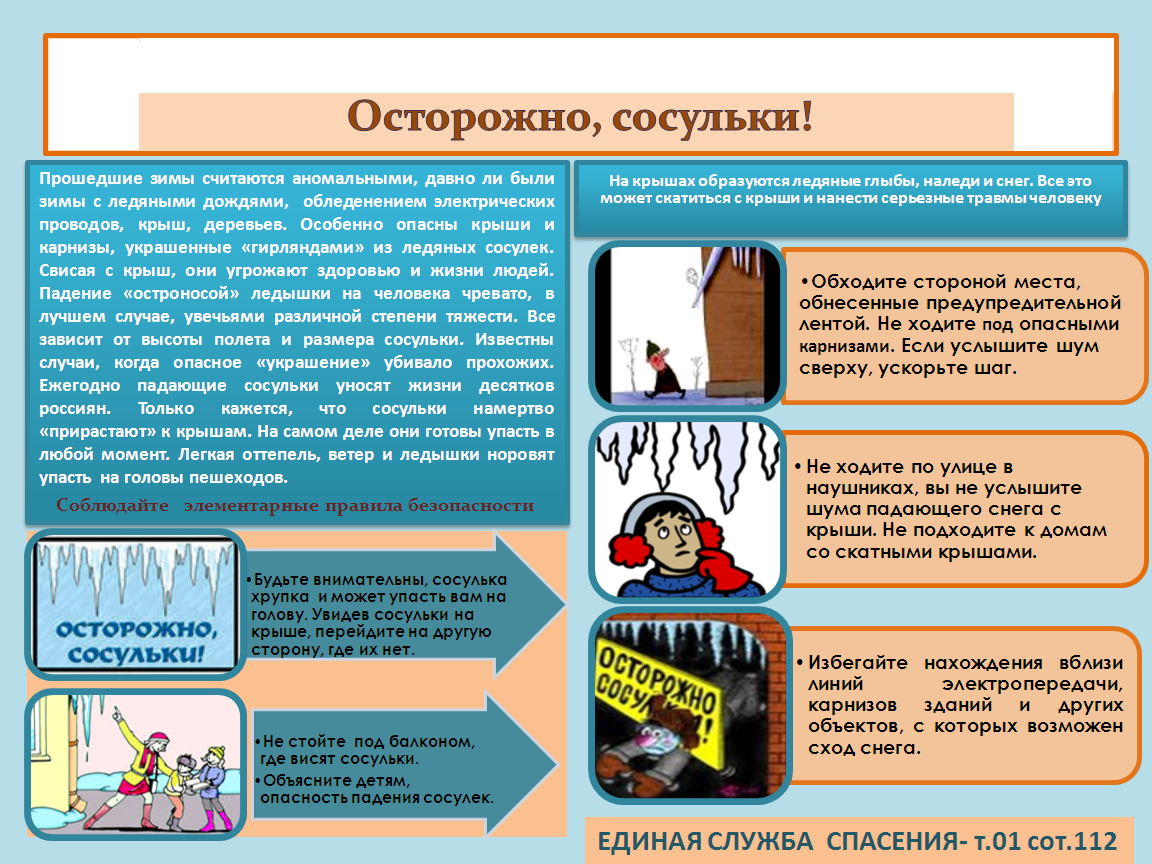 Осторожно, сосульки!
Прошедшие зимы считаются аномальными, давно ли были
зимы с ледяными дождями, обледенением электрических
проводов, крыш, деревьев. Особенно опасны крыши и
карнизы, украшенные «гирляндами» из ледяных сосулек.
Свисая с крыш, они угрожают здоровью и жизни людей.
Падение «остроносой» ледышки на человека чревато, в
лучшем случае, увечьями различной степени тяжести. Все
зависит от высоты полета и размера сосульки. Известны
случаи, когда опасное «украшение» убивало прохожих.
Ежегодно падающие сосульки уносят жизни десятков
россиян. Только кажется, что сосульки намертво
«прирастают» к крышам. На самом деле они готовы упасть в
любой момент. Легкая оттепель, ветер и ледышки норовят
упасть на головы пешеходов.
Соблюдайте элементарные правила безопасности
ОСТОРОЖНО,
СОСУЛЬКИ!
•Будьте внимательны, сосулька
хрупка и может упасть вам на
голову. Увидев сосульки на
крыше, перейдите на другую
сторону, где их нет.
•Не стойте под балконом,
где висят сосульки.
•Объясните детям,
опасность падения сосулек.
На крышах образуются ледяные глыбы, наледи и снег. Все это
может скатиться с крыши и нанести серьезные травмы человеку
•Обходите стороной места,
обнесенные предупредительной
лентой. Не ходите под опасными
карнизами. Если услышите шум
сверху, ускорьте шаг.
•Не ходите по улице в
наушниках, вы не услышите
шума падающего снега с
крыши. Не подходите к домам
со скатными крышами.
ОСТОРОЖНО
•Избегайте нахождения вблизи
линий электропередачи,
карнизов зданий и других
объектов, с которых возможен
сход снега.
ЕДИНАЯ СЛУЖБА СПАСЕНИЯ- т.01 сот.112